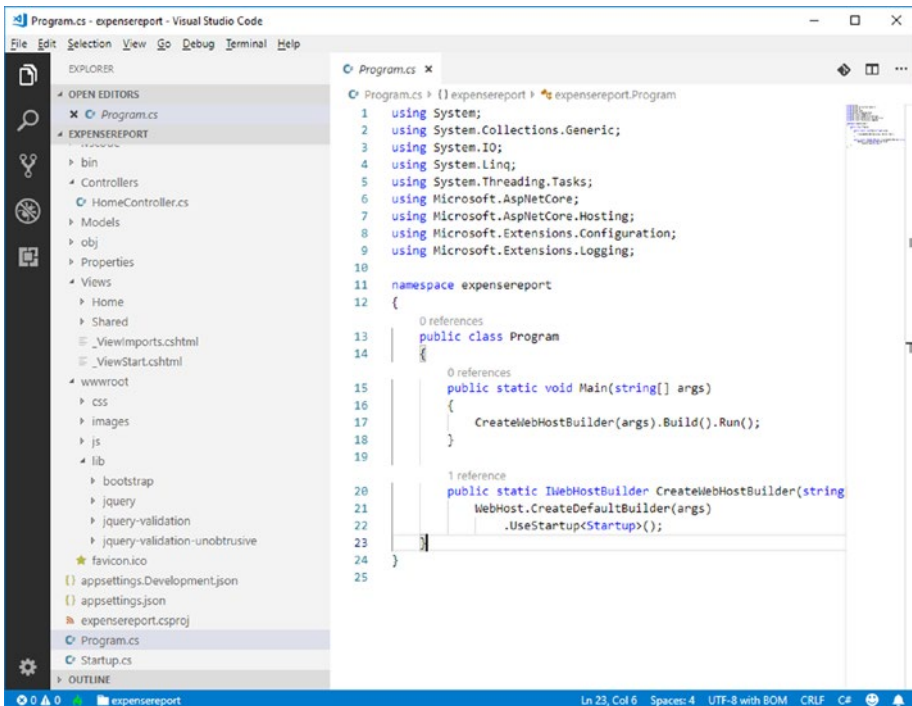 Program.cs - expensereport - Visual Studio Code
File Edit Selection View Go Debug Terminal Help
EXPLORER
OPEN EDITORS
Program.cs
EXPENSEREPORT
bin
Controllers
HomeController.cs
Models
obj
Properties
Views
Home
Shared
_ViewImports.cshtml
_ViewStart.cshtml
wwwroot
css
images
js
lib
bootstrap
jquery
jquery-validation
jquery-validation-unobtrusive
favicon.ico
{} appsettings.Development.json
{} appsettings.json
expensereport.csproj
Program.cs
Startup.cs
OUTLINE
Program.cs
Program.cs {} expensereport expensereport.Program
1 using System;
2 using System.Collections.Generic;
3 using System.IO;
4 using System.Linq;
5 using System.Threading.Tasks;
6 using Microsoft.AspNetCore;
7 using Microsoft.AspNetCore.Hosting;
8 using Microsoft.Extensions.Configuration;
9 using Microsoft.Extensions.Logging;
10
11 namespace expensereport
12 {
0 references
13 public class Program
14 {
0 references
15 public static void Main(string[] args)
16 {
17 CreateWebHostBuilder(args).Build().Run();
18 }
19
1 reference
20 public static IWebHostBuilder CreateWebHostBuilder(string
21 WebHost.CreateDefaultBuilder(args)
22 .UseStartup<Startup>();
23 }
24 }
25
0 0 expensereport Ln 23, Col 6 Spaces: 4 UTF-8 with BOM CRLF C#